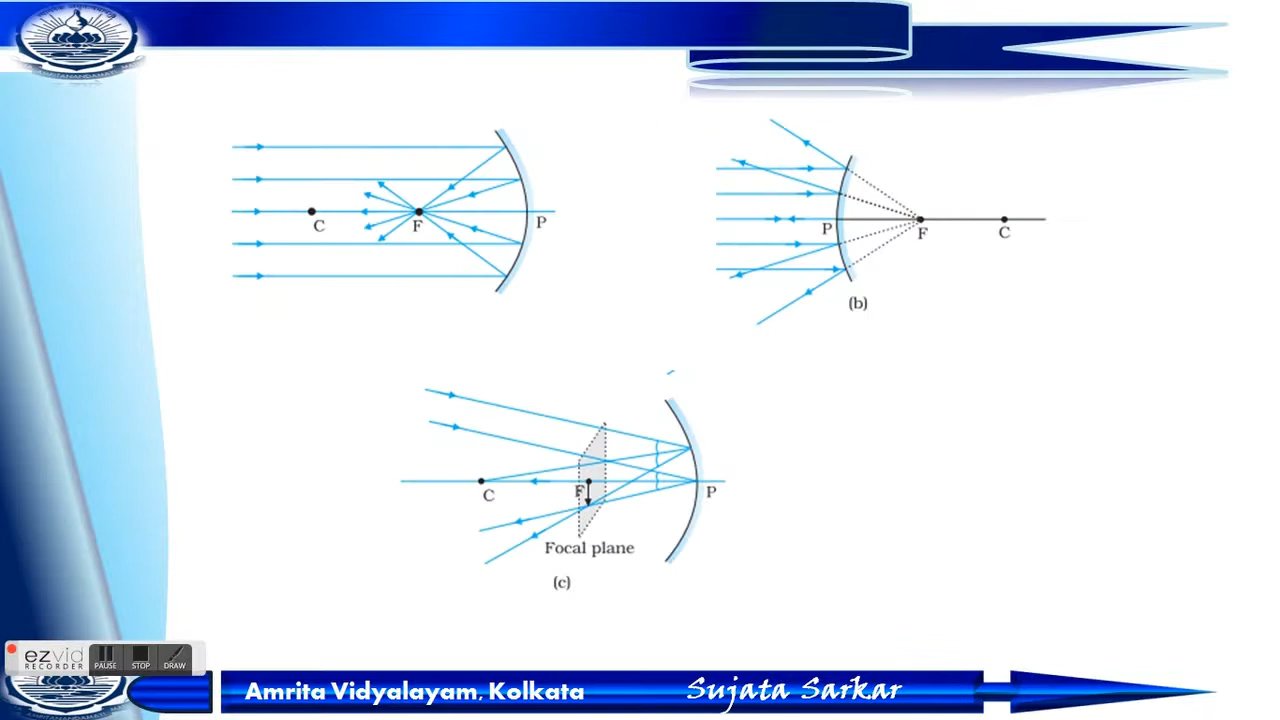 C F P
P F C
(b)
C F P
Focal plane
(c)
ezvid
RECORDER
PAUSE STOP DRAW
Amrita Vidyalayam, Kolkata Sujata Sarkar